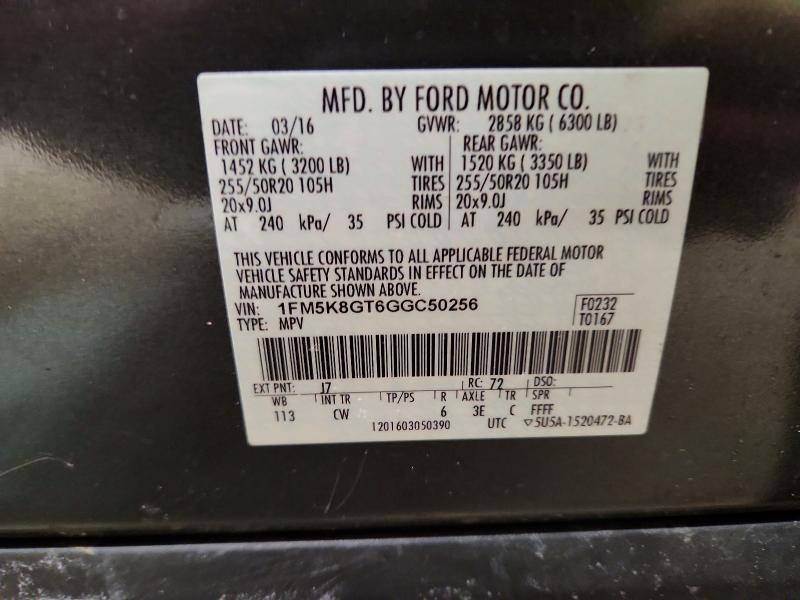 MFD. BY FORD MOTOR CO.
DATE: 03/16 GVWR: 2858 KG ( 6300 LB)
FRONT GAWR: REAR GAWR:
1452 KG ( 3200 LB) WITH 1520 KG ( 3350 LB) WITH
255/50R20 105H TIRES 255/50R20 105H TIRES
20x9.0J RIMS 20x9.0J RIMS
AT 240 kPa/ 35 PSI COLD AT 240 kPa/ 35 PSI COLD
THIS VEHICLE CONFORMS TO ALL APPLICABLE FEDERAL MOTOR
VEHICLE SAFETY STANDARDS IN EFFECT ON THE DATE OF
MANUFACTURE SHOWN ABOVE.
VIN: 1FM5K8GT6GGC50256 F0232
TYPE: MPV T0167
EXT PNT: J7 RC: 72 DSO:
WB INT TR TP/PS R AXLE TR SPR
113 CW 6 3E C FFFF
1201603050390 UTC ▽5U5A-1520472-BA